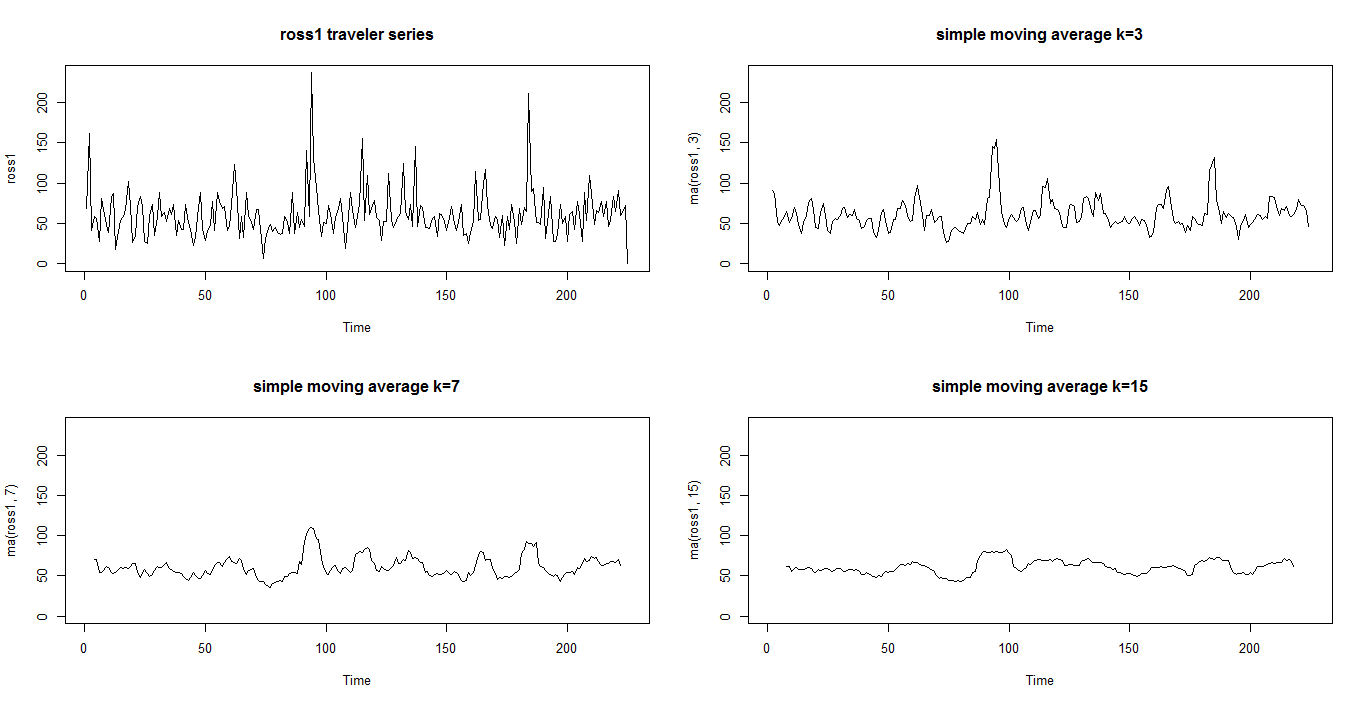 ross1 traveler series
ross1
0 50 100 150 200
0 50 100 150 200
Time
simple moving average k=3
ma(ross1, 3)
0 50 100 150 200
0 50 100 150 200
Time
simple moving average k=7
ma(ross1, 7)
0 50 100 150 200
0 50 100 150 200
Time
simple moving average k=15
ma(ross1, 15)
0 50 100 150 200
0 50 100 150 200
Time